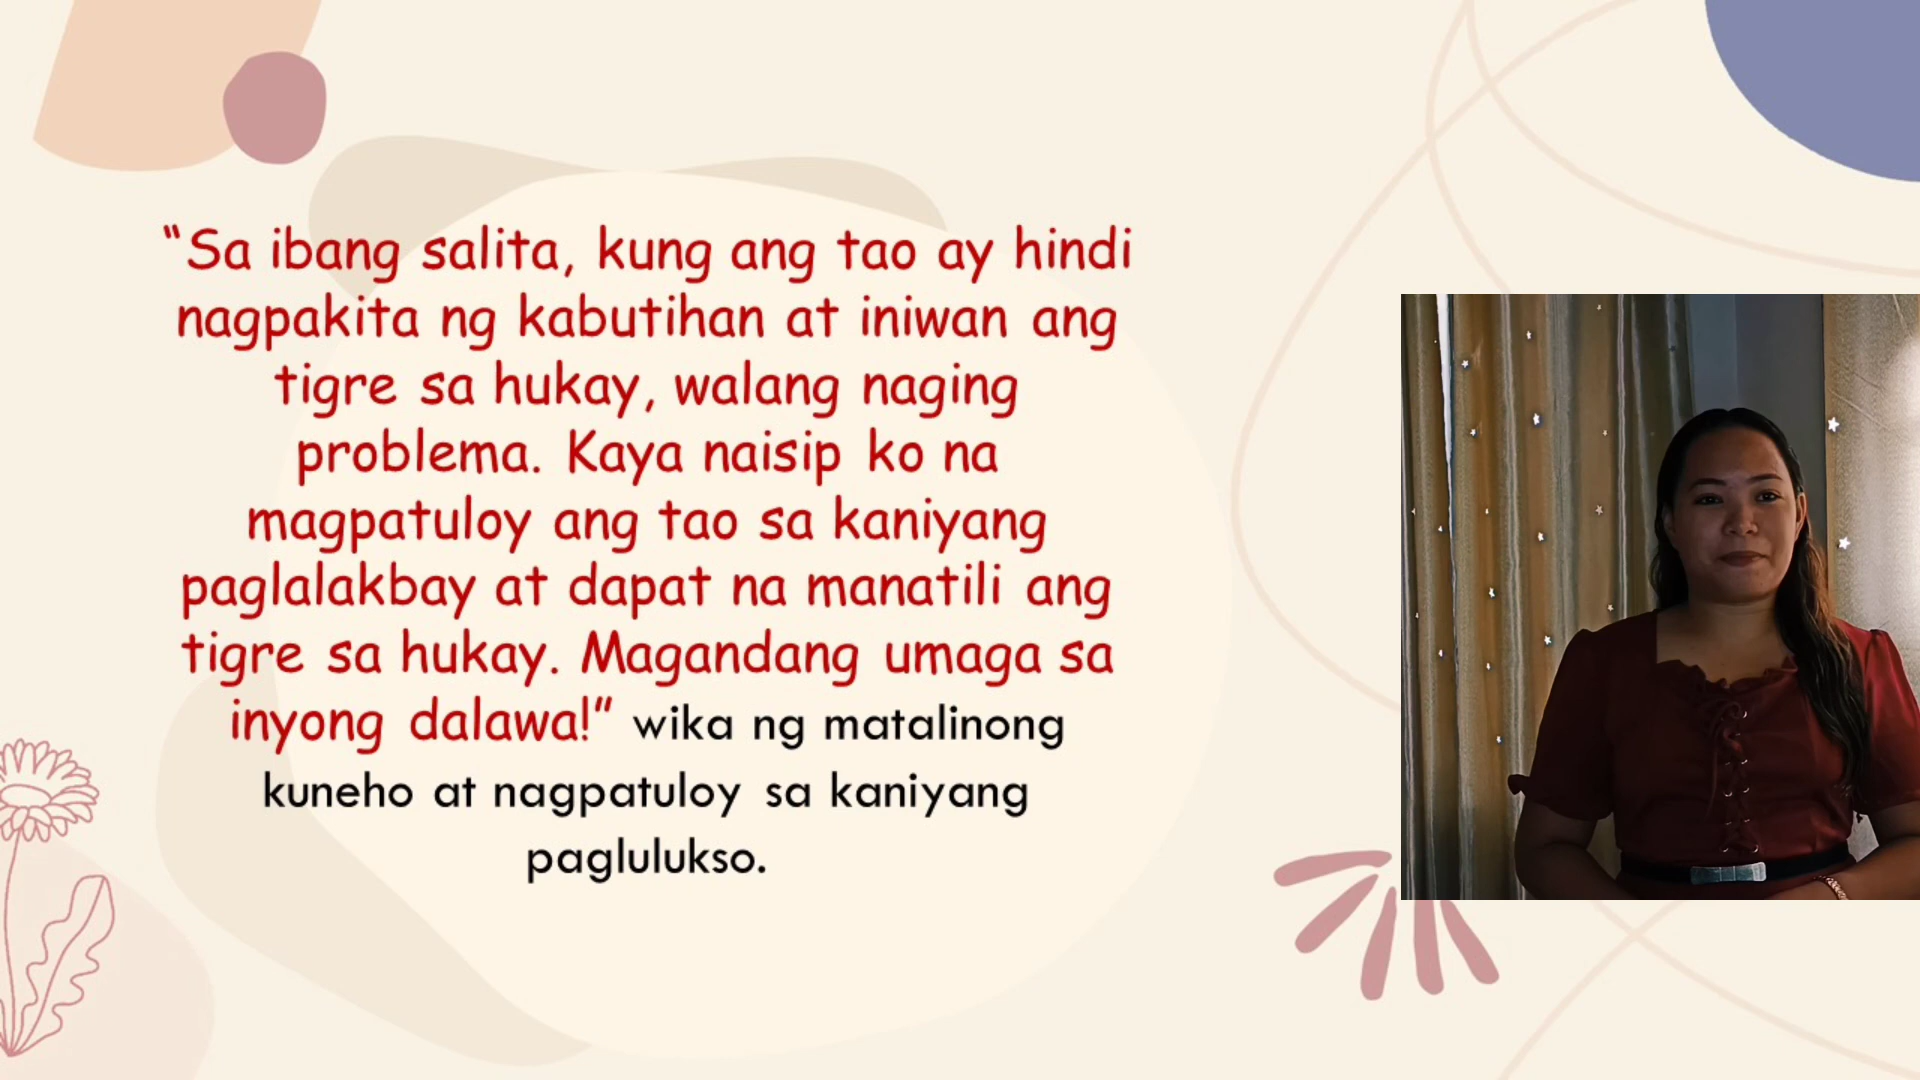 “Sa ibang salita, kung ang tao ay hindi
nagpakita ng kabutihan at iniwan ang
tigre sa hukay, walang naging
problema. Kaya naisip ko na
magpatuloy ang tao sa kaniyang
paglalakbay at dapat na manatili ang
tigre sa hukay. Magandang umaga sa
inyong dalawa!” wika ng matalinong
kuneho at nagpatuloy sa kaniyang
paglulukso.